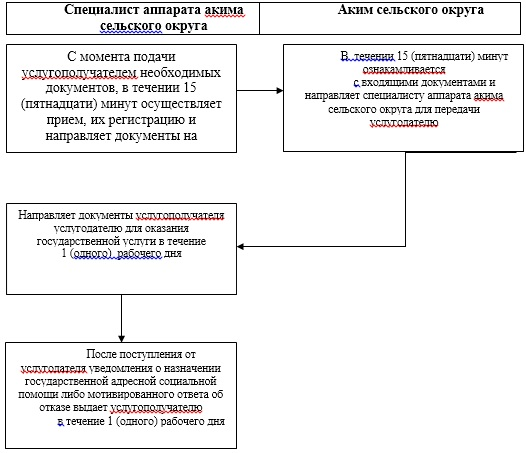 Специалист аппарата акима
сельского округа
Аким сельского округа
С момента подачи
услугополучателем необходимых
документов, в течении 15
(пятнадцати) минут осуществляет
прием, их регистрацию и
направляет документы на
В течении 15 (пятнадцати) минут
ознакамливается
с входящими документами и
направляет специалисту аппарата акима
сельского округа для передачи
услугодателю
Направляет документы услугополучателя
услугодателю для оказания
государственной услуги в течение
1 (одного) рабочего дня
После поступления от
услугодателя уведомления о назначении
государственной адресной социальной
помощи либо мотивированного ответа об
отказе выдает услугополучателю
в течение 1 (одного) рабочего дня